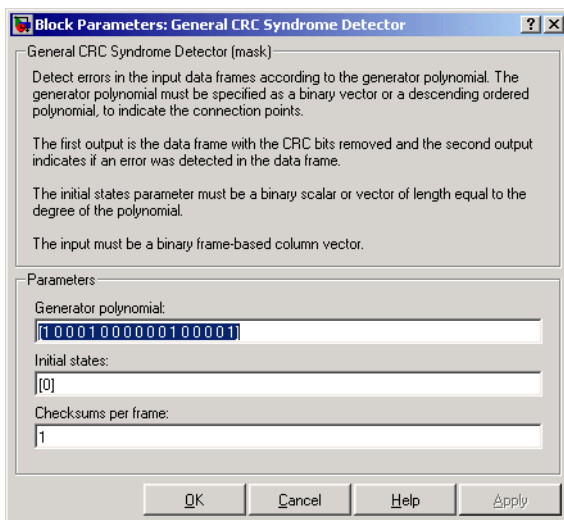 Block Parameters: General CRC Syndrome Detector
General CRC Syndrome Detector (mask)
Detect errors in the input data frames according to the generator polynomial. The
generator polynomial must be specified as a binary vector or a descending ordered
polynomial, to indicate the connection points.
The first output is the data frame with the CRC bits removed and the second output
indicates if an error was detected in the data frame.
The initial states parameter must be a binary scalar or vector of length equal to the
degree of the polynomial.
The input must be a binary frame-based column vector.
Parameters
Generator polynomial:
[1 0 0 0 1 0 0 0 0 0 0 1 0 0 0 0 1]
Initial states:
[0]
Checksums per frame:
1
OK Cancel Help Apply